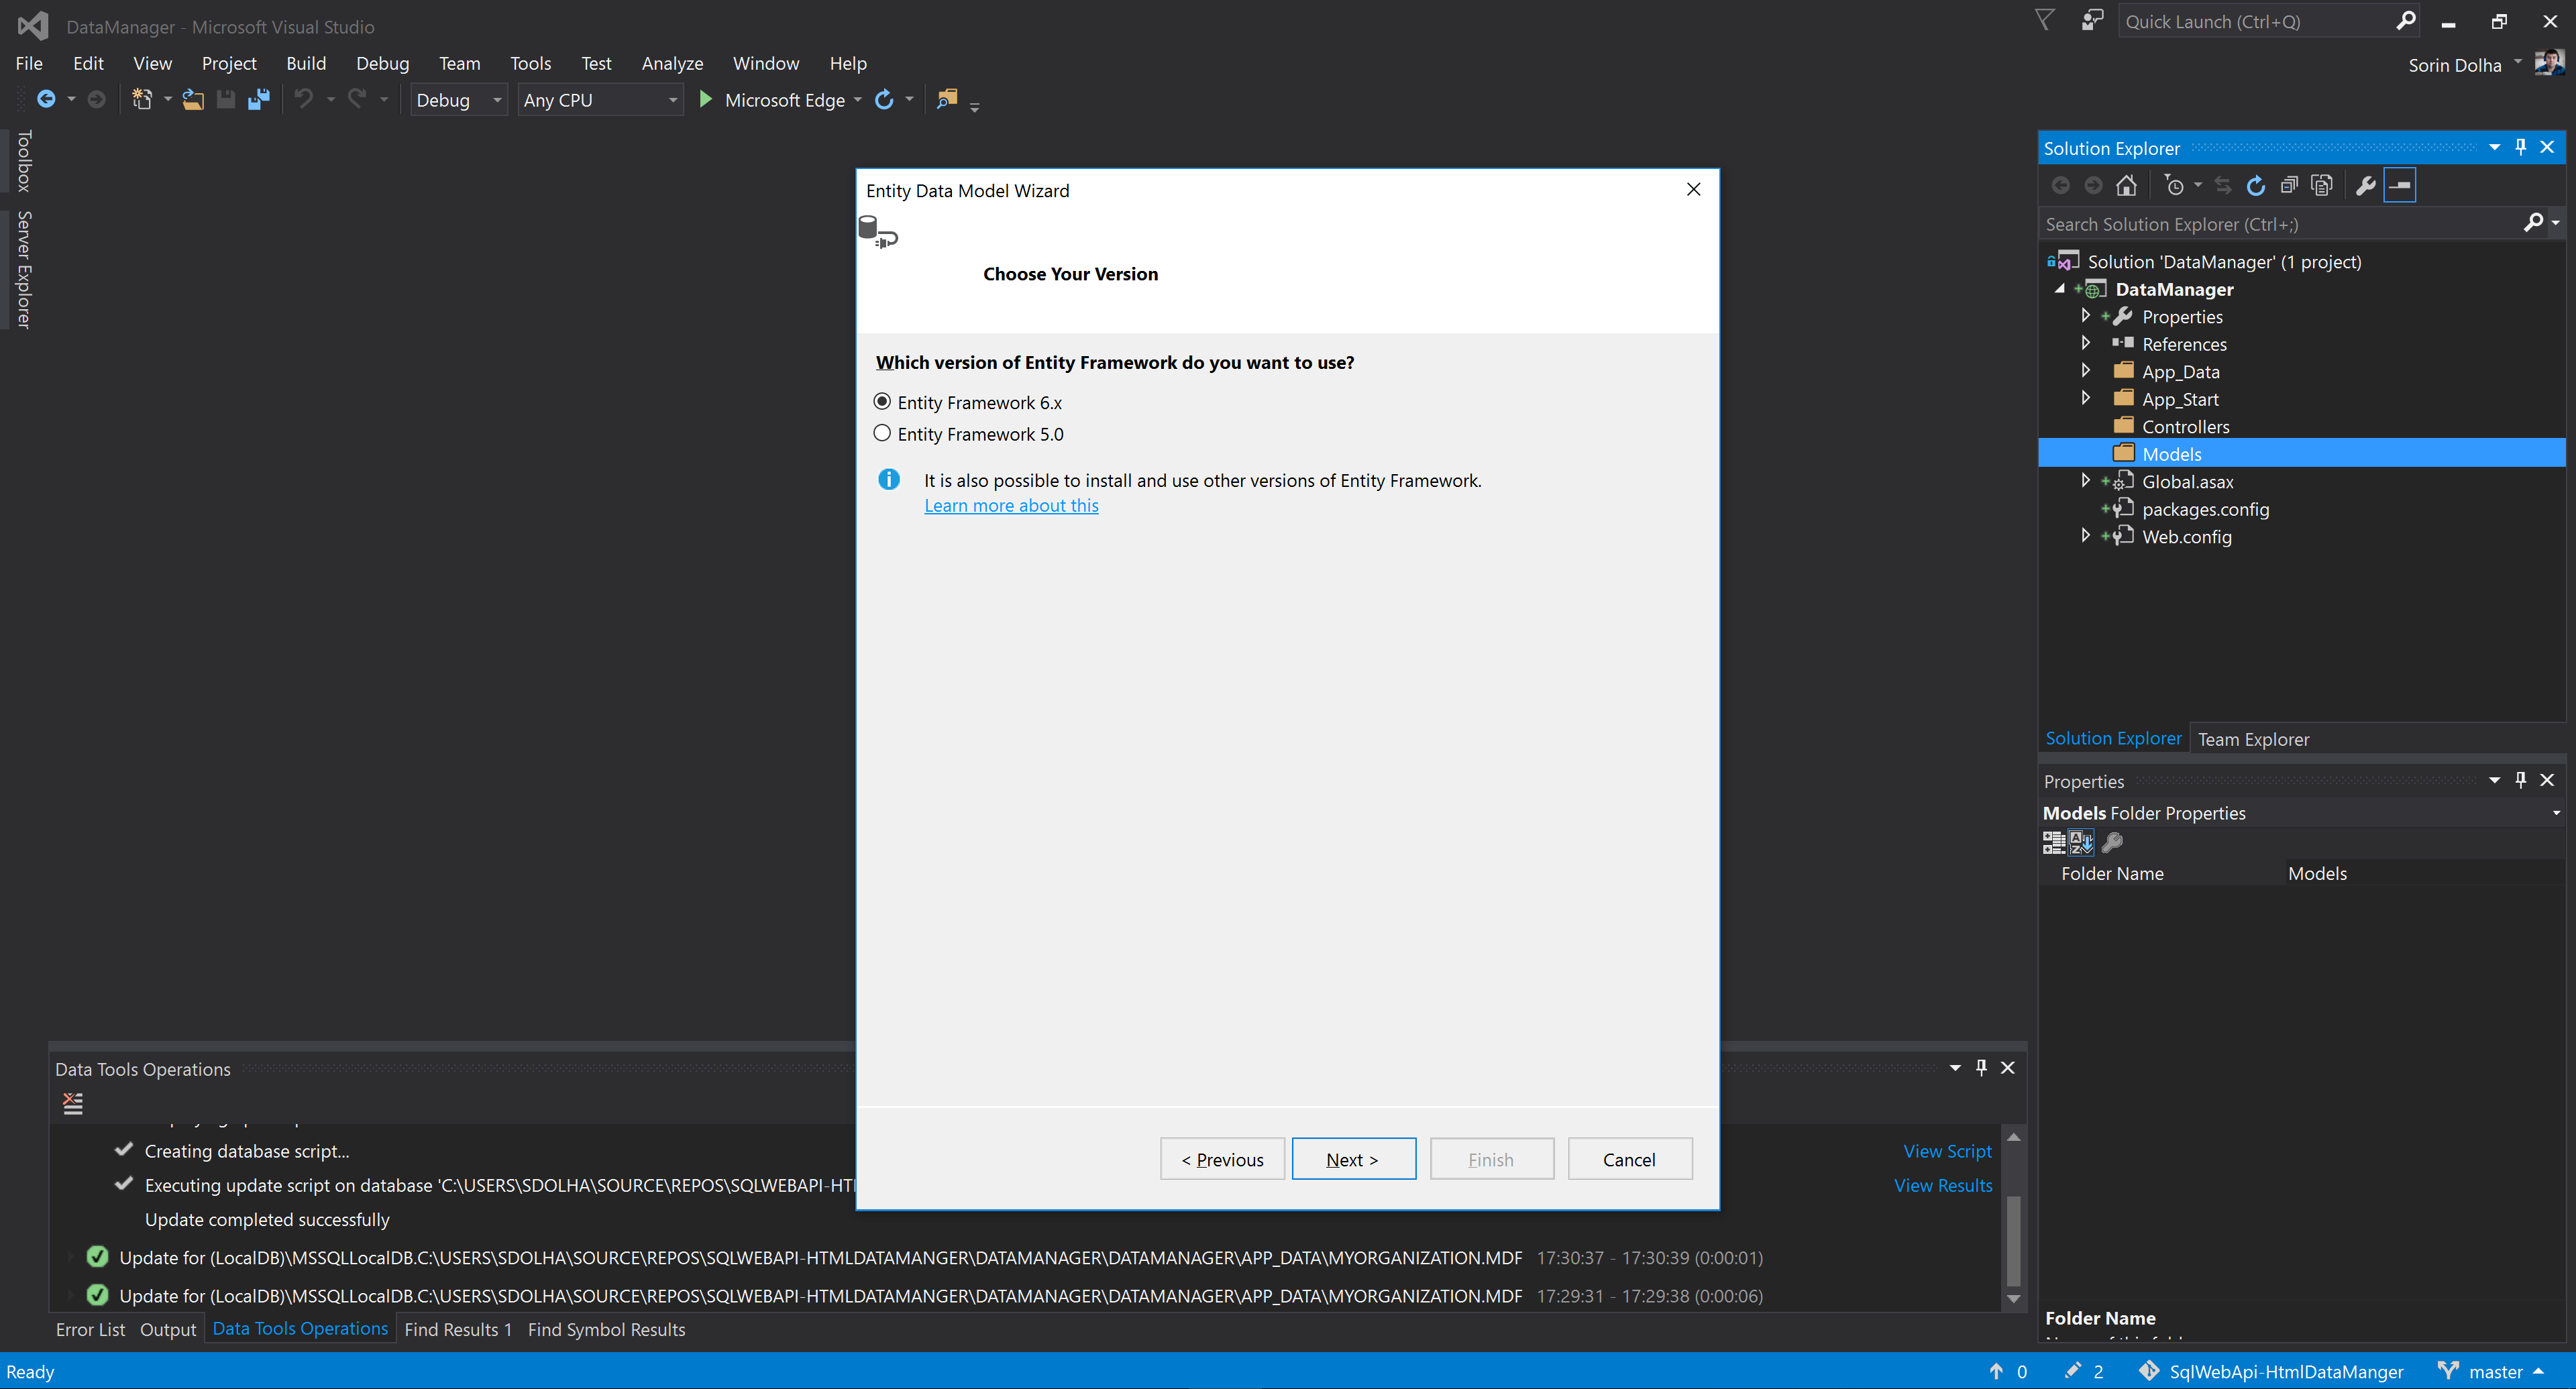 DataManager - Microsoft Visual Studio
Quick Launch (Ctrl+Q)
File Edit View Project Build Debug Team Tools Test Analyze Window Help
Sorin Dolha
Debug Any CPU Microsoft Edge
Toolbox
Server Explorer
Entity Data Model Wizard
Choose Your Version
Which version of Entity Framework do you want to use?
Entity Framework 6.x
Entity Framework 5.0
It is also possible to install and use other versions of Entity Framework.
Learn more about this
< Previous Next > Finish Cancel
Solution Explorer
Search Solution Explorer (Ctrl+;)
Solution 'DataManager' (1 project)
DataManager
Properties
References
App_Data
App_Start
Controllers
Models
Global.asax
packages.config
Web.config
Solution Explorer Team Explorer
Properties
Models Folder Properties
Folder Name Models
Folder Name
Data Tools Operations
Creating database script... View Script
Executing update script on database 'C:\USERS\SDOLHA\SOURCE\REPOS\SQLWEBAPI-HTM View Results
Update completed successfully
Update for (LocalDB)\MSSQLLocalDB.C:\USERS\SDOLHA\SOURCE\REPOS\SQLWEBAPI-HTMLDATAMANGER\DATAMANAGER\DATAMANAGER\APP_DATA\MYORGANIZATION.MDF 17:30:37 - 17:30:39 (0:00:01)
Update for (LocalDB)\MSSQLLocalDB.C:\USERS\SDOLHA\SOURCE\REPOS\SQLWEBAPI-HTMLDATAMANGER\DATAMANAGER\DATAMANAGER\APP_DATA\MYORGANIZATION.MDF 17:29:31 - 17:29:38 (0:00:06)
Error List Output Data Tools Operations Find Results 1 Find Symbol Results
Ready 0 2 SqlWebApi-HtmlDataManger master